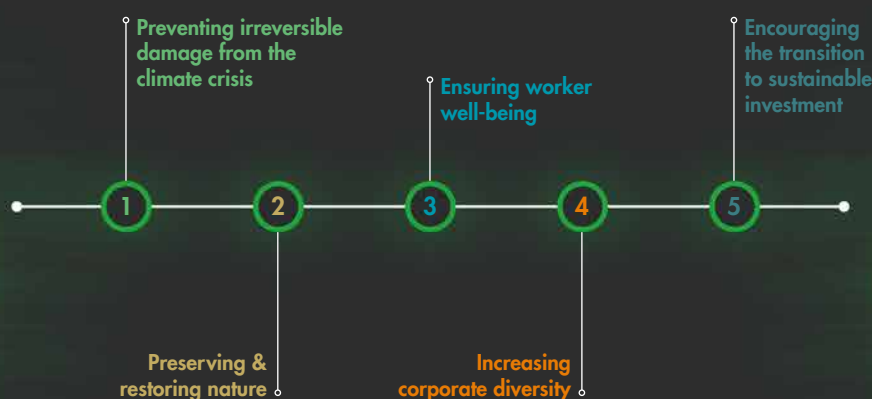 Preventing irreversible
damage from the
climate crisis
Encouraging
the transition
to sustainable
investment
Ensuring worker
well-being
1
2
3
4
5
Preserving &
restoring nature
Increasing
corporate diversity